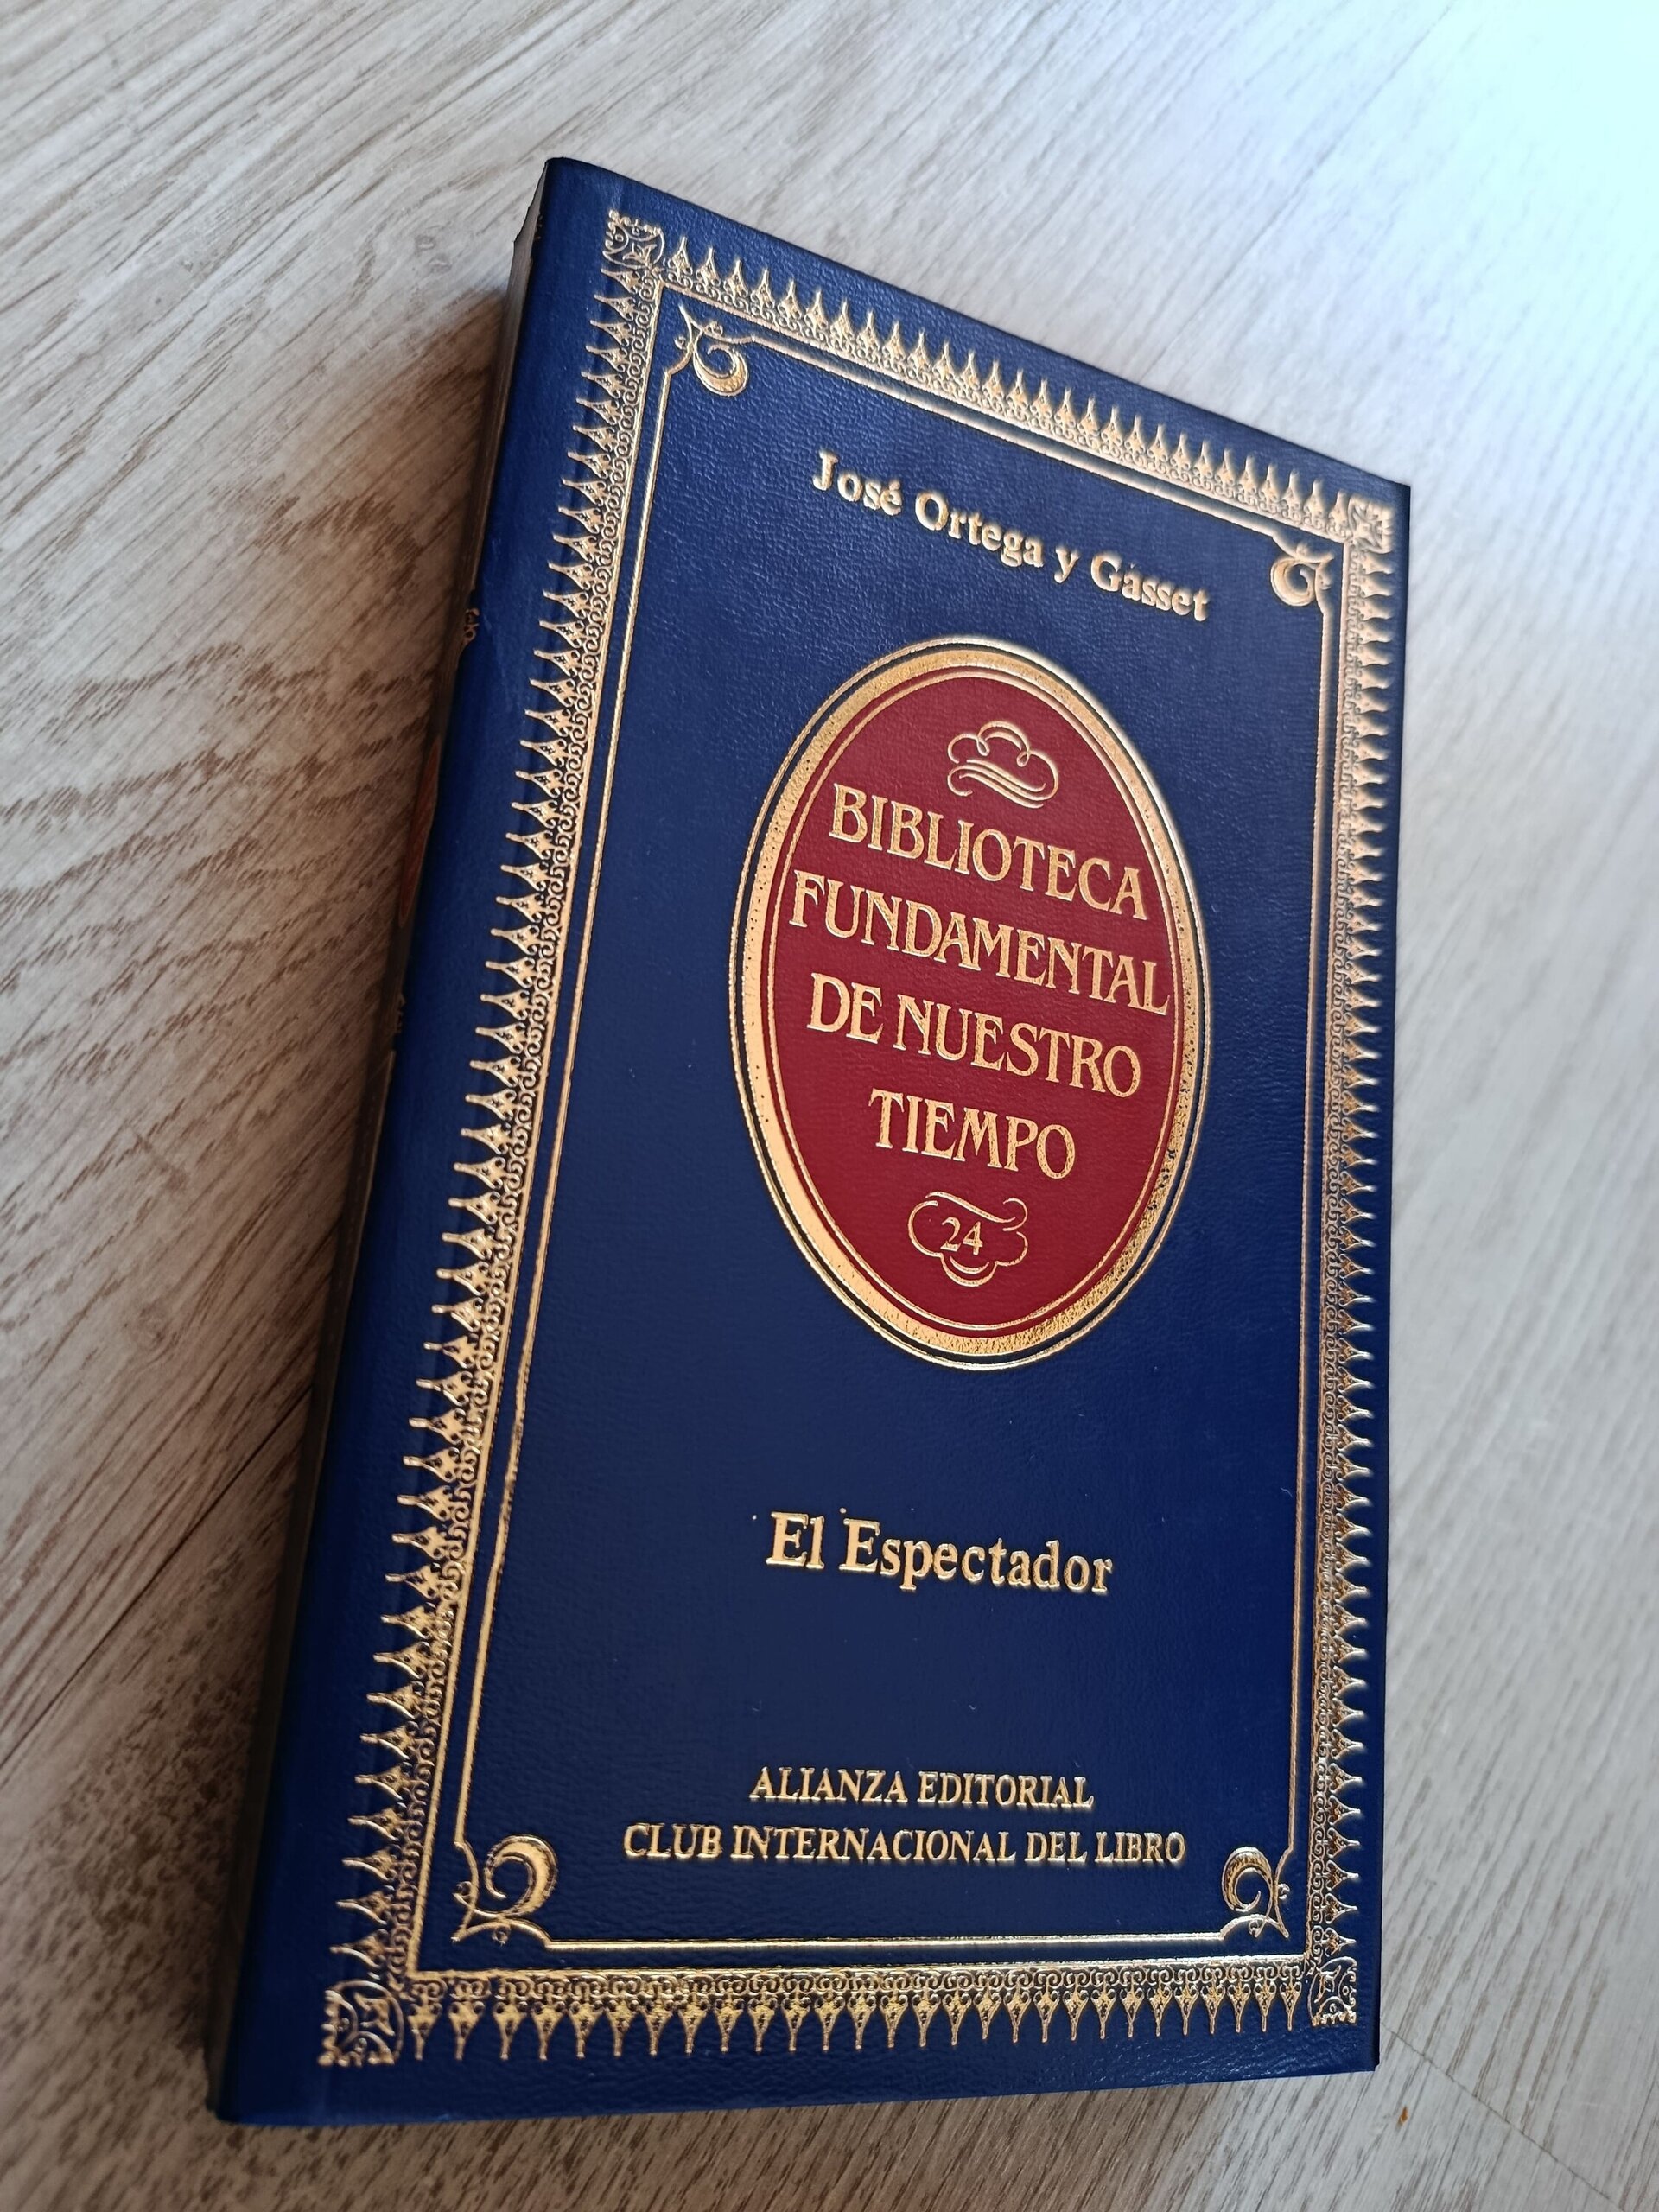 José Ortega y Gasset
BIBLIOTECA
FUNDAMENTAL
DE NUESTRO
TIEMPO
24
El Espectador
ALIANZA EDITORIAL
CLUB INTERNACIONAL DEL LIBRO